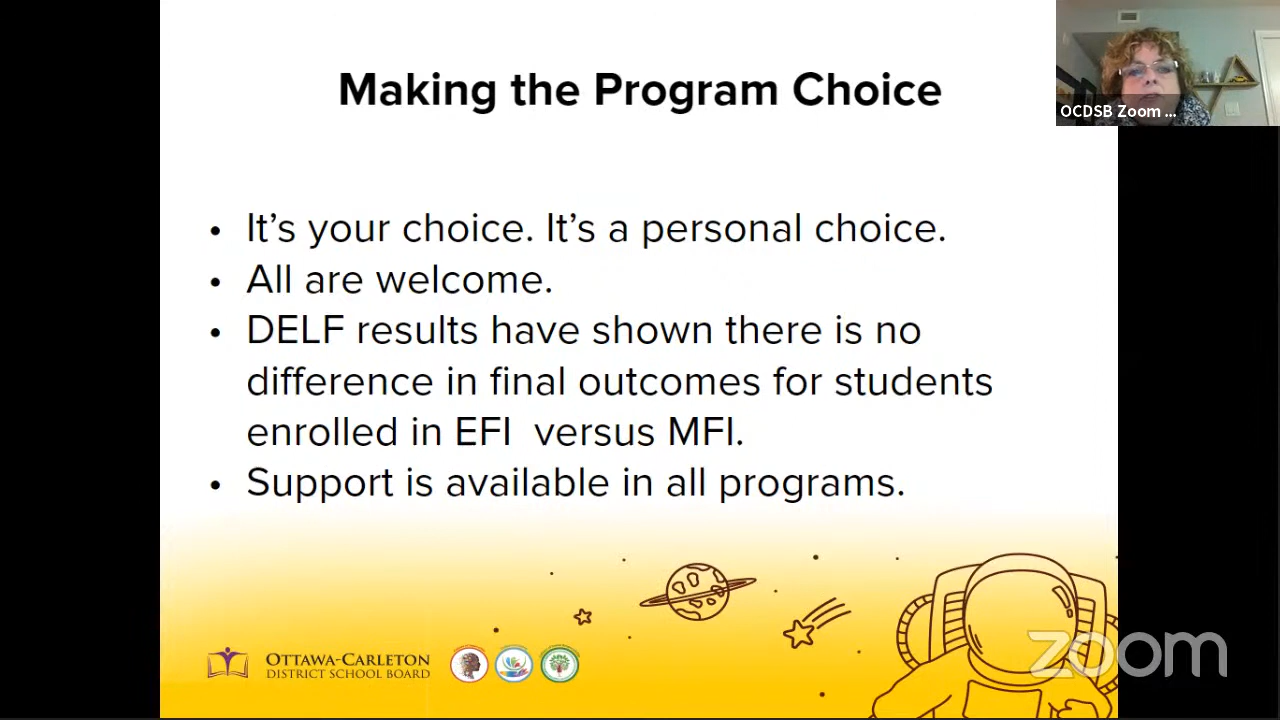 Making the Program Choice
OCDSB Zoom ...
• It's your choice. It's a personal choice.
• All are welcome.
• DELF results have shown there is no
difference in final outcomes for students
enrolled in EFI  versus MFI.
• Support is available in all programs.
OTTAWA-CARLETON
DISTRICT SCHOOL BOARD
zoom